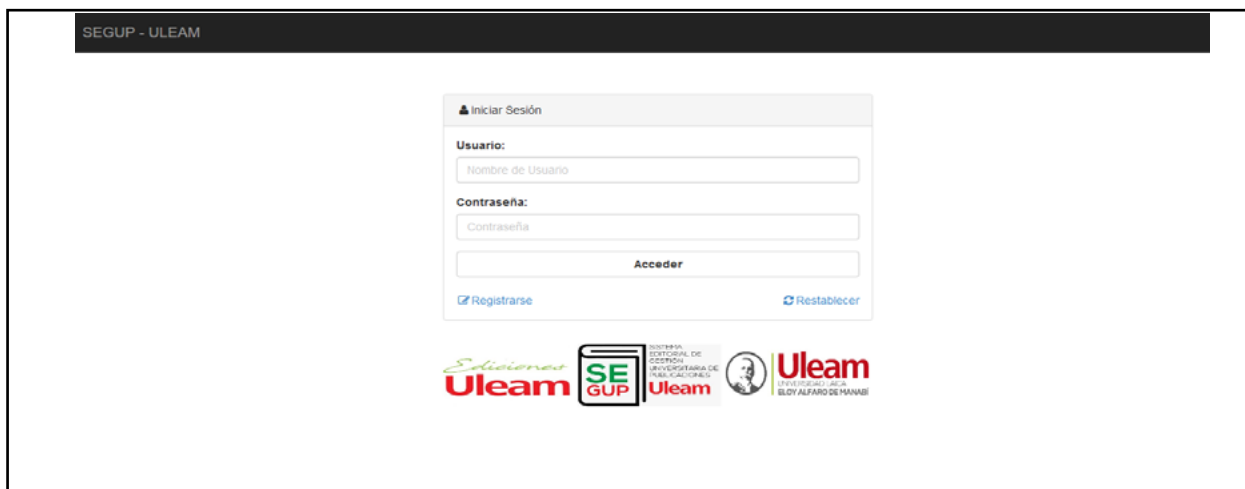 SEGUP - ULEAM
Iniciar Sesión
Usuario:
Nombre de Usuario
Contraseña:
Contraseña
Acceder
Registrarse
Restablecer
Ediciones
Uleam
SE
GUP
SISTEMA
EDITORIAL DE
GESTIÓN
UNIVERSITARIA DE
PUBLICACIONES
Uleam
Uleam
UNIVERSIDAD LAICA
ELOY ALFARO DE MANABÍ